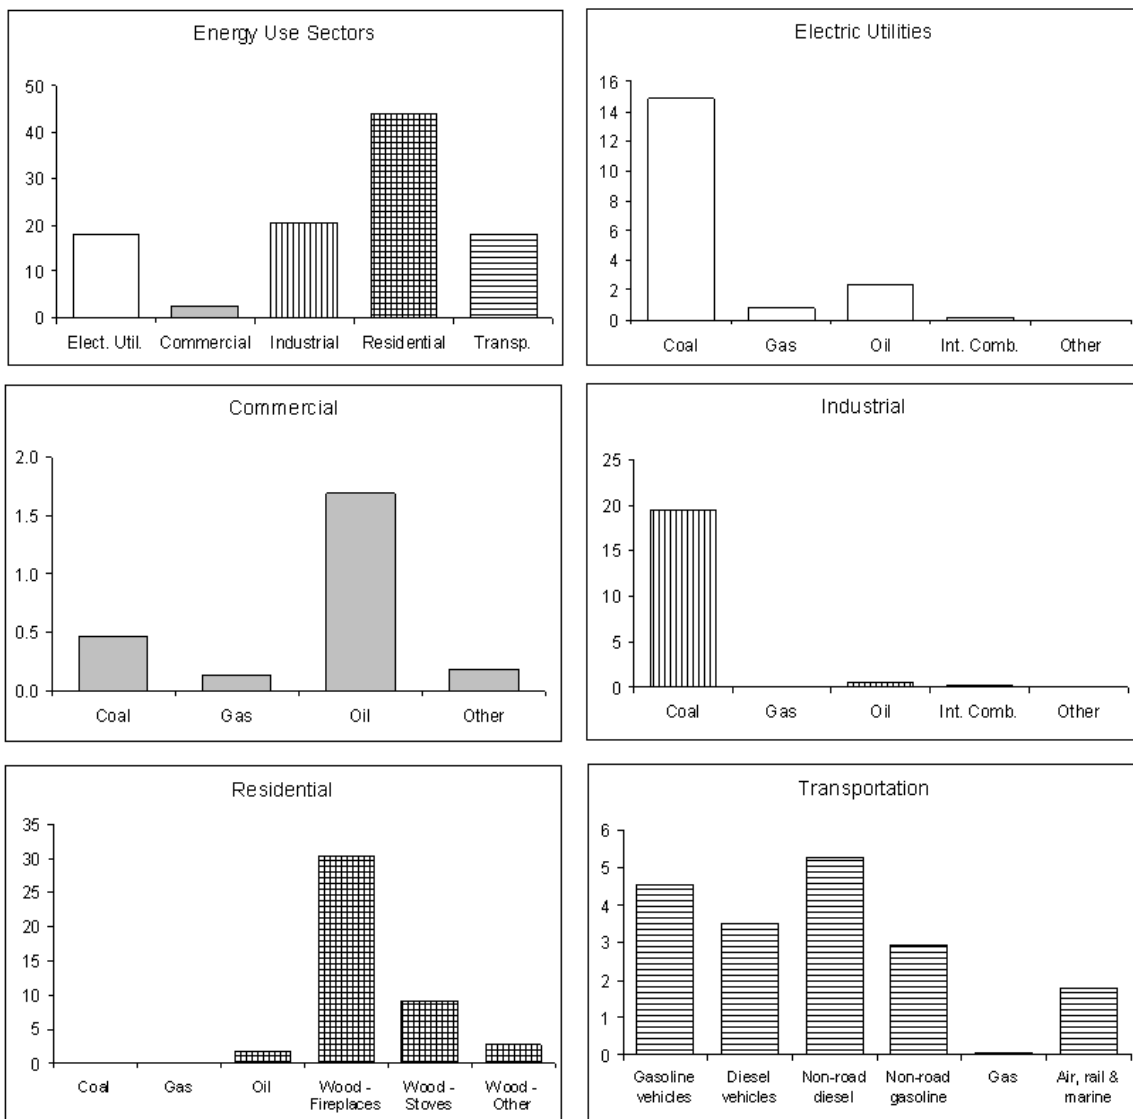 Energy Use Sectors
50
40
30
20
10
0
Elect. Util. Commercial Industrial Residential Transp.
Electric Utilities
16
14
12
10
8
6
4
2
0
Coal Gas Oil Int. Comb. Other
Commercial
2.0
1.5
1.0
0.5
0.0
Coal Gas Oil Other
Industrial
25
20
15
10
5
0
Coal Gas Oil Int. Comb. Other
Residential
35
30
25
20
15
10
5
0
Coal Gas Oil Wood - Wood - Wood -
Fireplaces Stoves Other
Transportation
6
5
4
3
2
1
0
Gasoline Diesel Non-road Non-road Gas Air, rail &
vehicles vehicles diesel gasoline marine